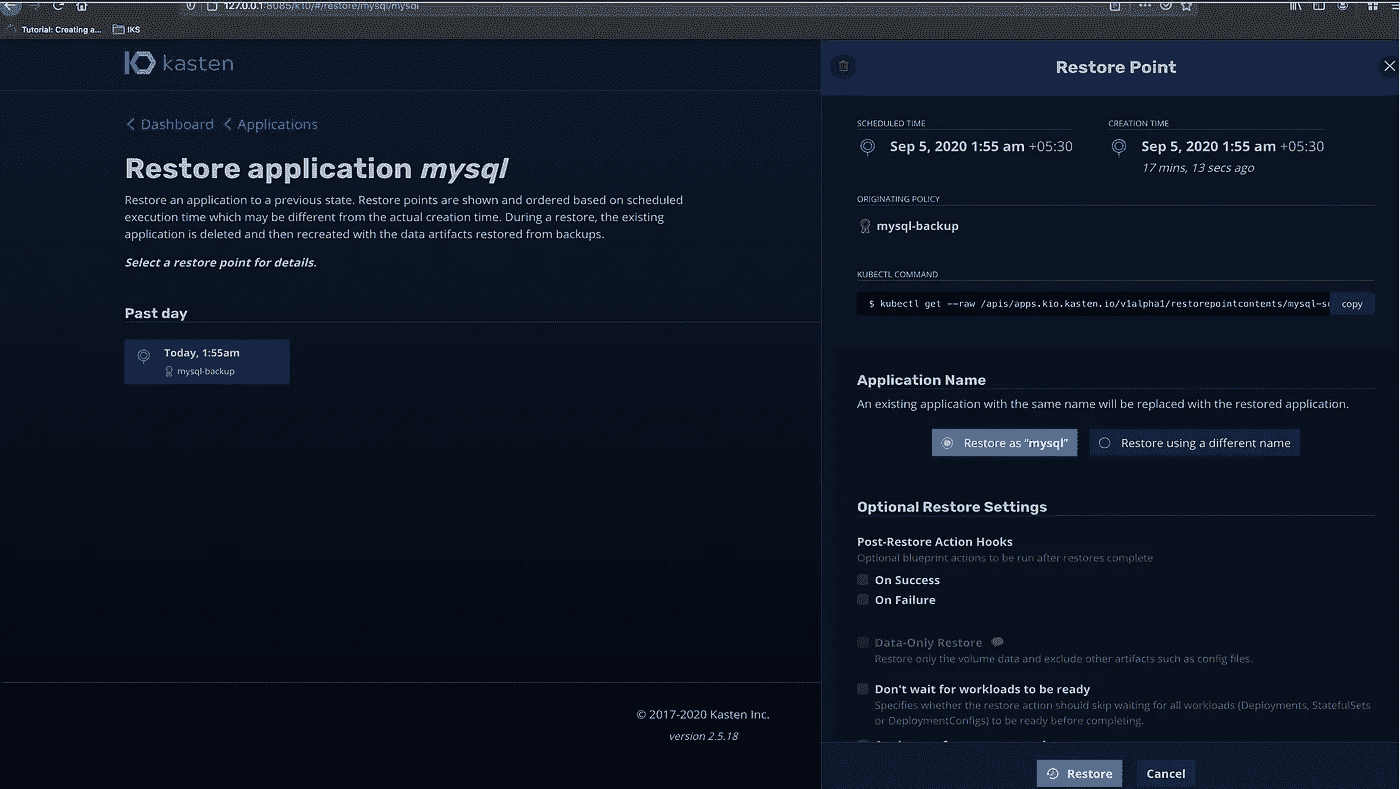 127.0.0.1:8085/k10/#/restore/mysql/mysql
Tutorial: Creating a... IKS
K10 kasten
Dashboard Applications
Restore application mysql
Restore an application to a previous state. Restore points are shown and ordered based on scheduled
execution time which may be different from the actual creation time. During a restore, the existing
application is deleted and then recreated with the data artifacts restored from backups.
Select a restore point for details.
Past day
Today, 1:55am
mysql-backup
© 2017-2020 Kasten Inc.
version 2.5.18
Restore Point
SCHEDULED TIME CREATION TIME
Sep 5, 2020 1:55 am +05:30 Sep 5, 2020 1:55 am +05:30
17 mins, 13 secs ago
ORIGINATING POLICY
mysql-backup
KUBECTL COMMAND
$ kubectl get --raw /apis/apps.kio.kasten.io/v1alpha1/restorepointcontents/mysql-sc copy
Application Name
An existing application with the same name will be replaced with the restored application.
Restore as "mysql" Restore using a different name
Optional Restore Settings
Post-Restore Action Hooks
Optional blueprint actions to be run after restores complete
On Success
On Failure
Data-Only Restore
Restore only the volume data and exclude other artifacts such as config files.
Don't wait for workloads to be ready
Specifies whether the restore action should skip waiting for all workloads (Deployments, StatefulSets
or DeploymentConfigs) to be ready before completing.
Restore Cancel